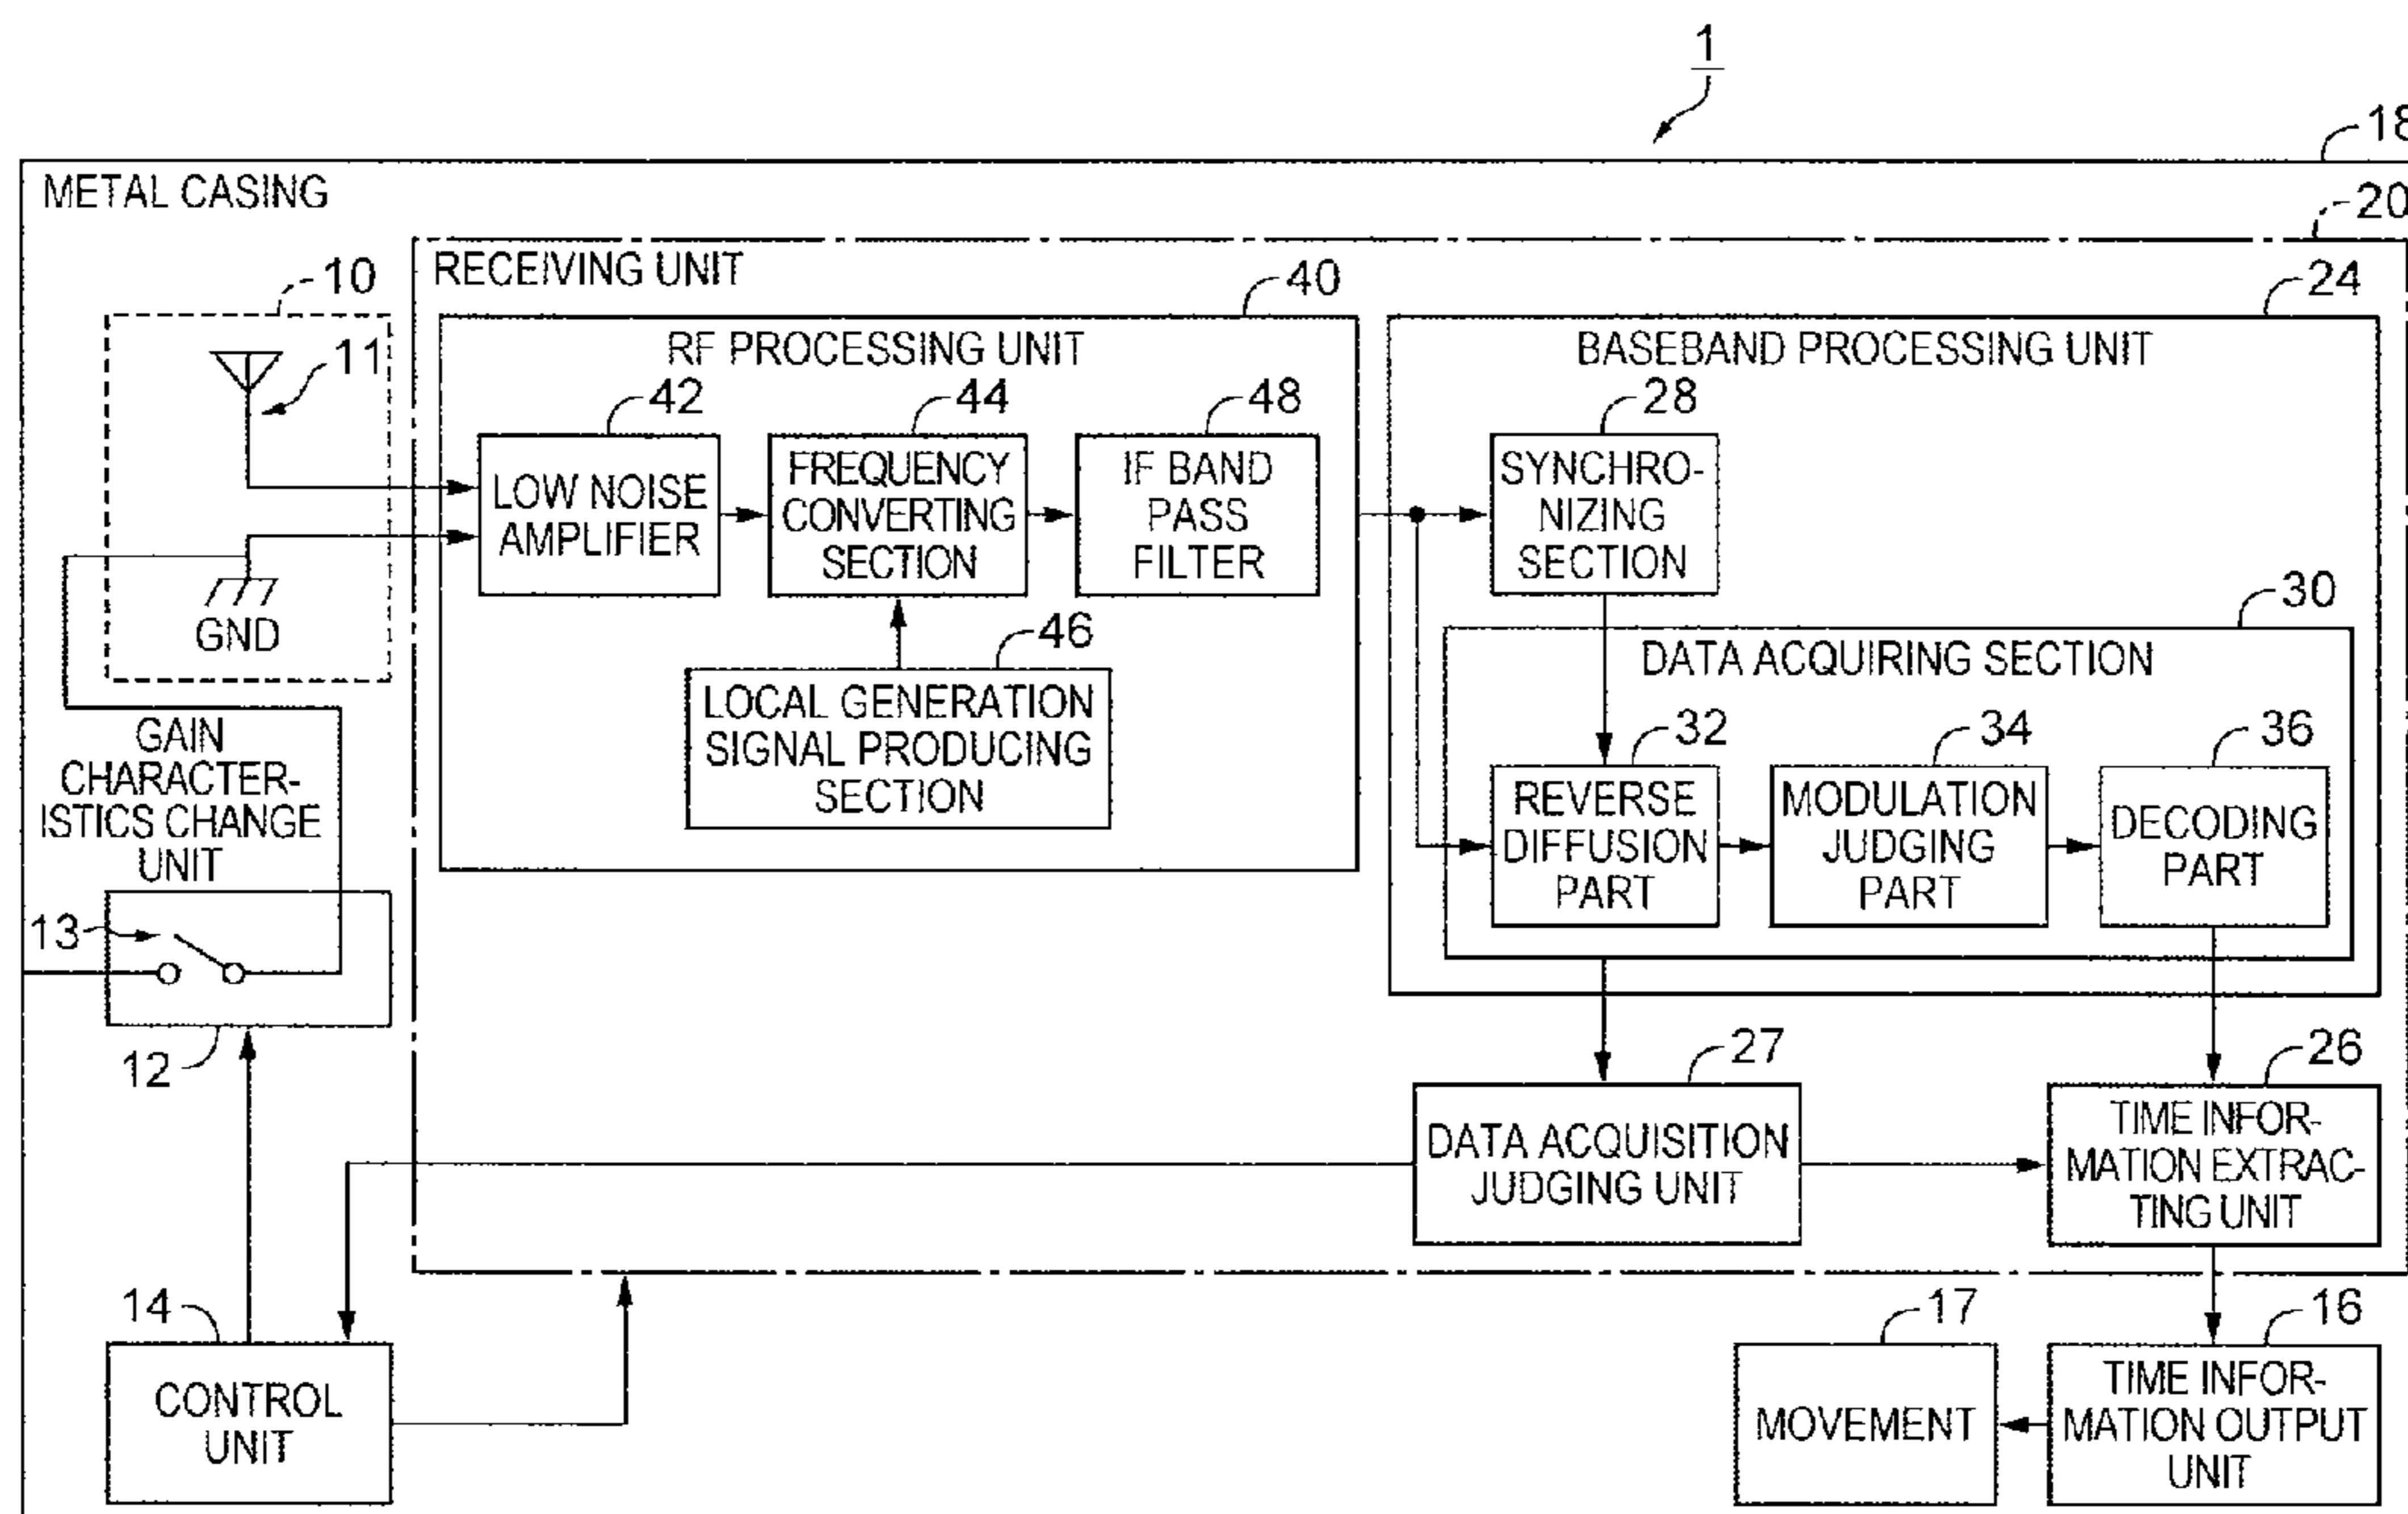 1
18
METAL CASING
20
RECEIVING UNIT
10
40
24
RF PROCESSING UNIT
BASEBAND PROCESSING UNIT
11
42
44
48
28
LOW NOISE
AMPLIFIER
FREQUENCY
CONVERTING
SECTION
IF BAND
PASS
FILTER
SYNCHRO-
NIZING
SECTION
GND
46
30
LOCAL GENERATION
SIGNAL PRODUCING
SECTION
DATA ACQUIRING SECTION
GAIN
CHARACTER-
ISTICS CHANGE
UNIT
32
34
36
REVERSE
DIFFUSION
PART
MODULATION
JUDGING
PART
DECODING
PART
13
12
27
26
DATA ACQUISITION
JUDGING UNIT
TIME INFOR-
MATION EXTRAC-
TING UNIT
14
17
16
CONTROL
UNIT
MOVEMENT
TIME INFOR-
MATION OUTPUT
UNIT